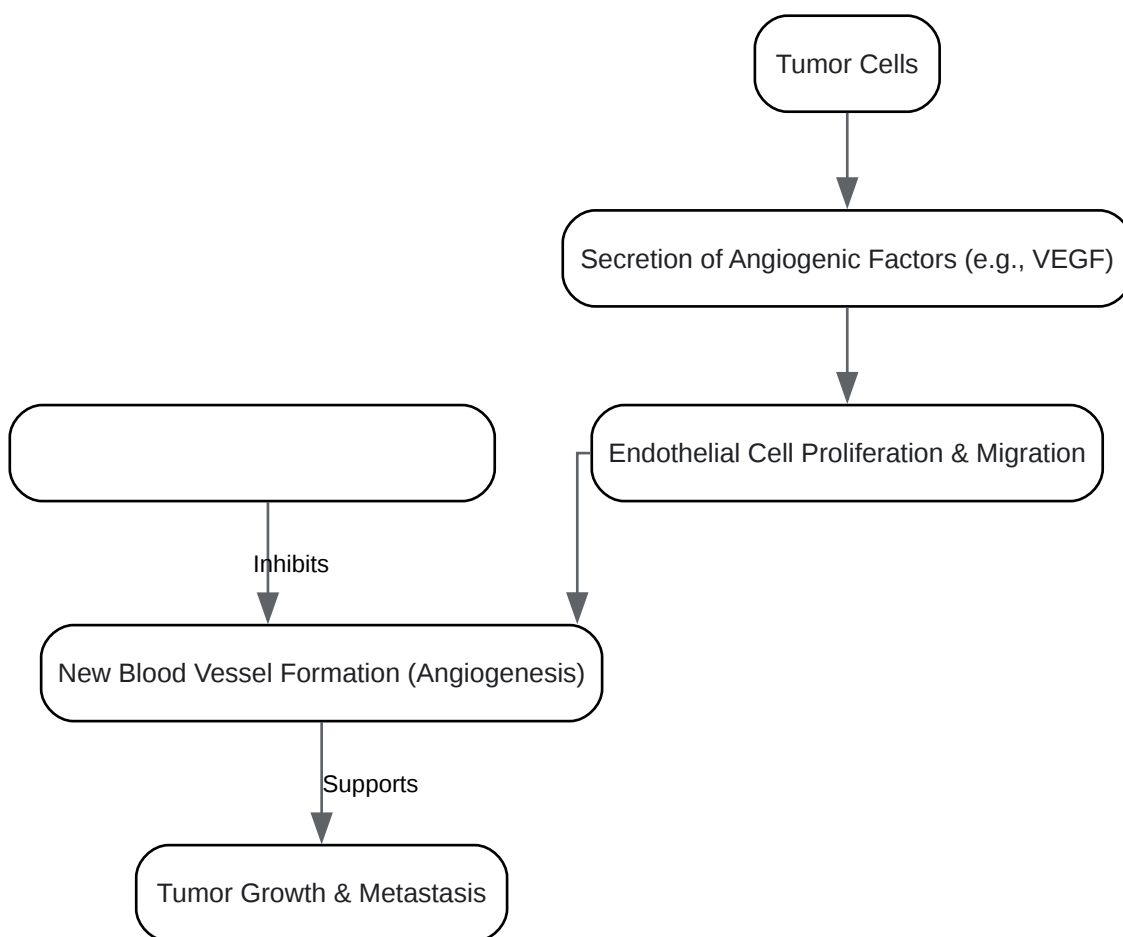 Tumor Cells
Secretion of Angiogenic Factors (e.g., VEGF)
Endothelial Cell Proliferation & Migration
Inhibits
New Blood Vessel Formation (Angiogenesis)
Supports
Tumor Growth & Metastasis